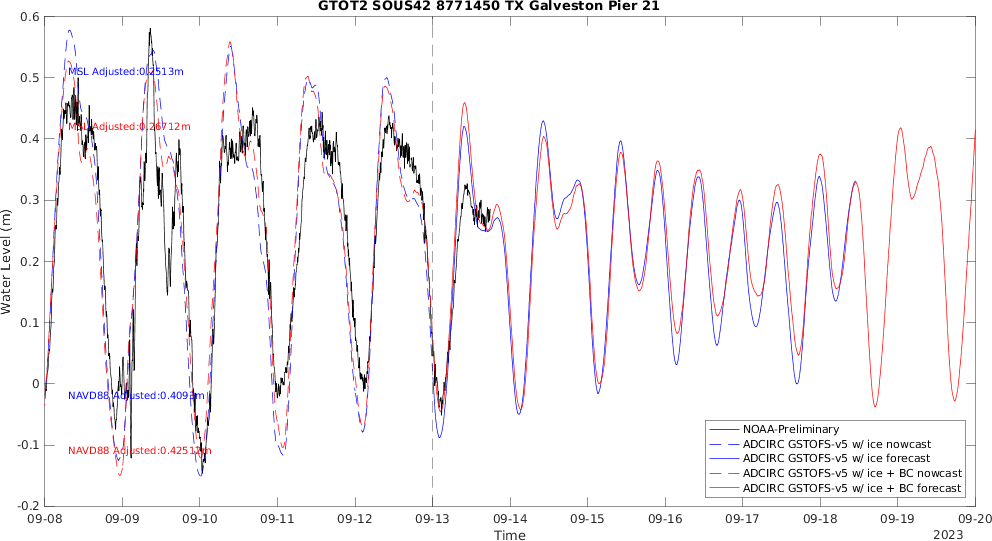 GTOT2 SOUS42 8771450 TX Galveston Pier 21
0.6
0.5
0.4
0.3
0.2
0.1
0
-0.1
-0.2
Water Level (m)
MSL Adjusted:0.2513m
MSL Adjusted:0.26712m
NAVD88 Adjusted:0.4093m
NAVD88 Adjusted:0.42512m
NOAA-Preliminary
ADCIRC GSTOFS-v5 w/ ice nowcast
ADCIRC GSTOFS-v5 w/ ice forecast
ADCIRC GSTOFS-v5 w/ ice + BC nowcast
ADCIRC GSTOFS-v5 w/ ice + BC forecast
09-08 09-09 09-10 09-11 09-12 09-13 09-14 09-15 09-16 09-17 09-18 09-19 09-20
Time
2023